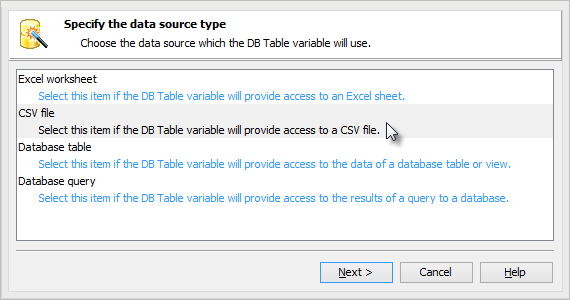 Specify the data source type
Choose the data source which the DB Table variable will use.
Excel worksheet
Select this item if the DB Table variable will provide access to an Excel sheet.
CSV file
Select this item if the DB Table variable will provide access to a CSV file.
Database table
Select this item if the DB Table variable will provide access to the data of a database table or view.
Database query
Select this item if the DB Table variable will provide access to the results of a query to a database.
Next > Cancel Help